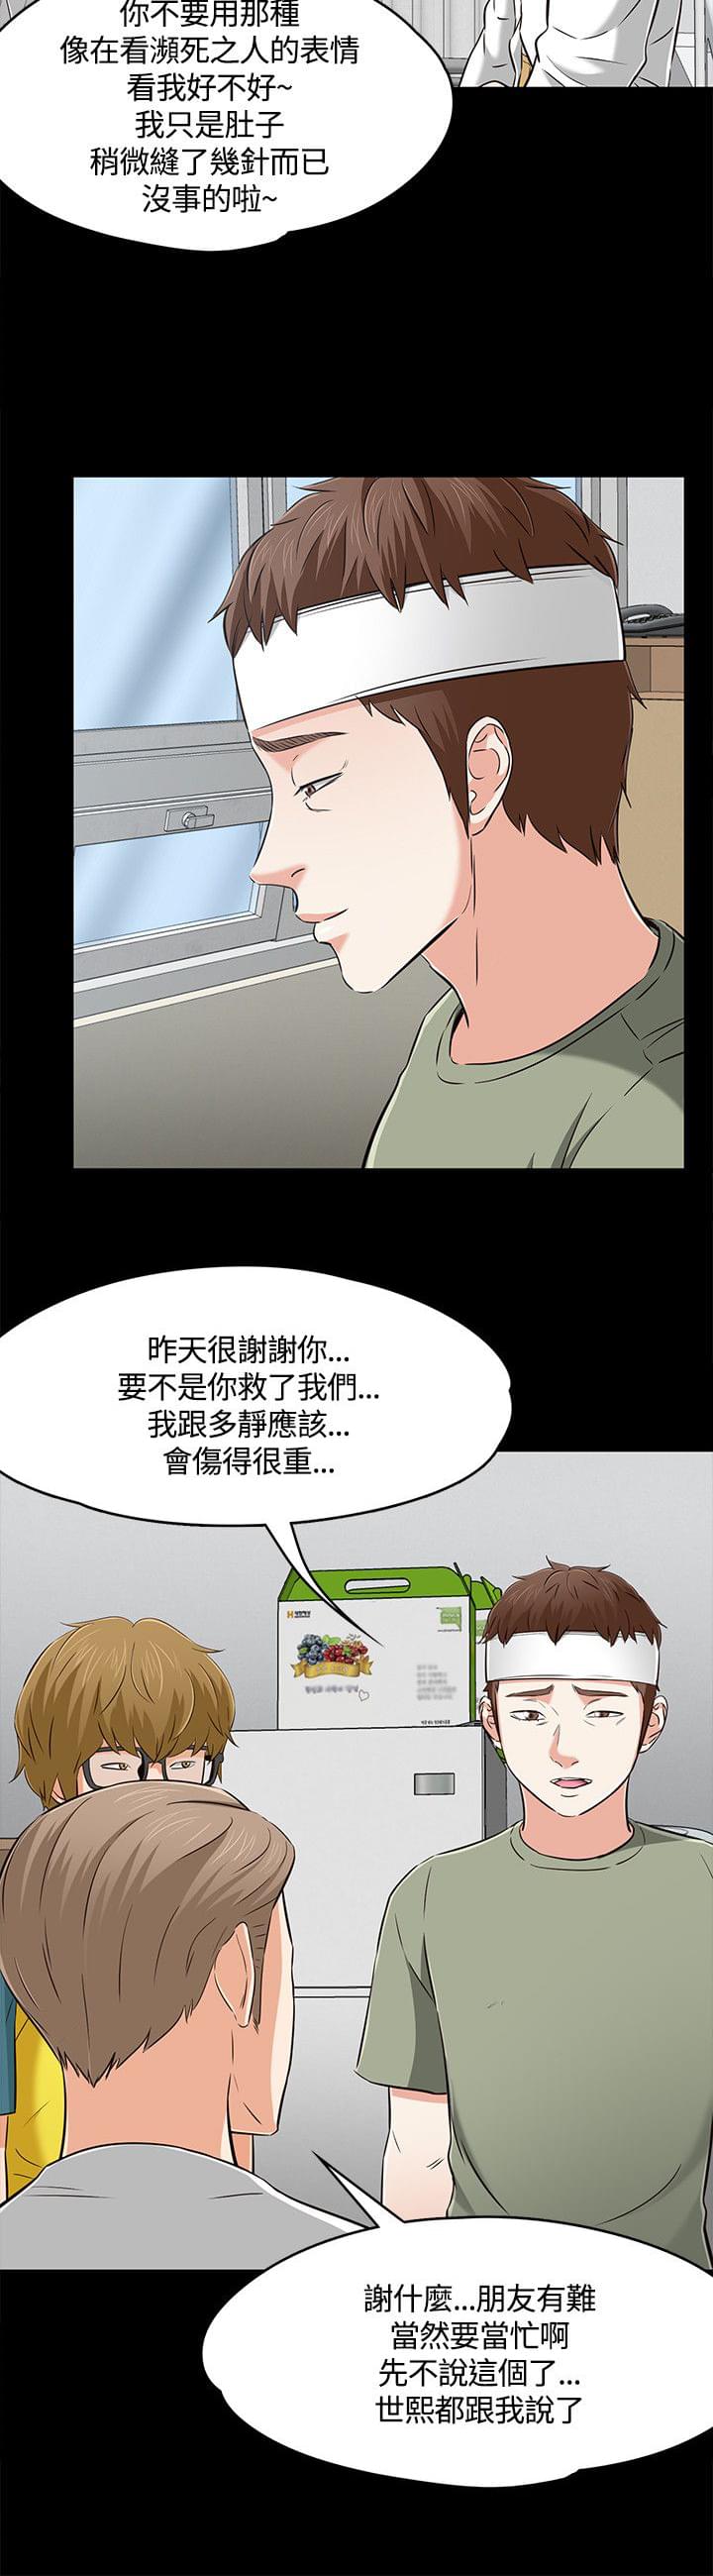 你不要用那種
像在看瀕死之人的表情
看我好不好~
我只是肚子
稍微縫了幾針而已
沒事的啦~
昨天很謝謝你...
要不是你救了我們...
我跟多靜應該...
會傷得很重...
謝什麼...朋友有難
當然要當忙啊
先不說這個了...
世熙都跟我說了